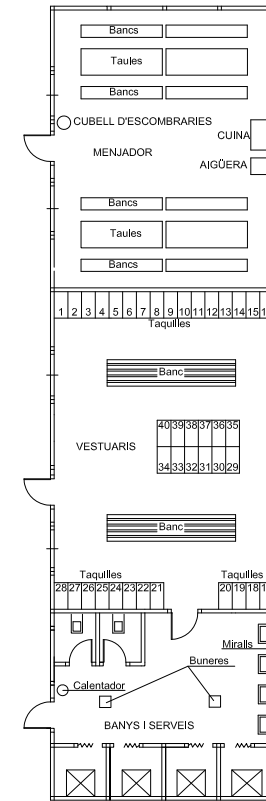 Bancs
Taules
Bancs
CUBELL D'ESCOMBRARIES
CUINA
MENJADOR
AIGÜERA
Bancs
Taules
Bancs
1 2 3 4 5 6 7 8 9 10 11 12 13 14 15 1
Taquilles
Banc
40 39 38 37 36 35
VESTUARIS
34 33 32 31 30 29
Banc
Taquilles Taquilles
28 27 26 25 24 23 22 21 20 19 18 1
Miralls
Buneres
Calentador
BANYS I SERVEIS